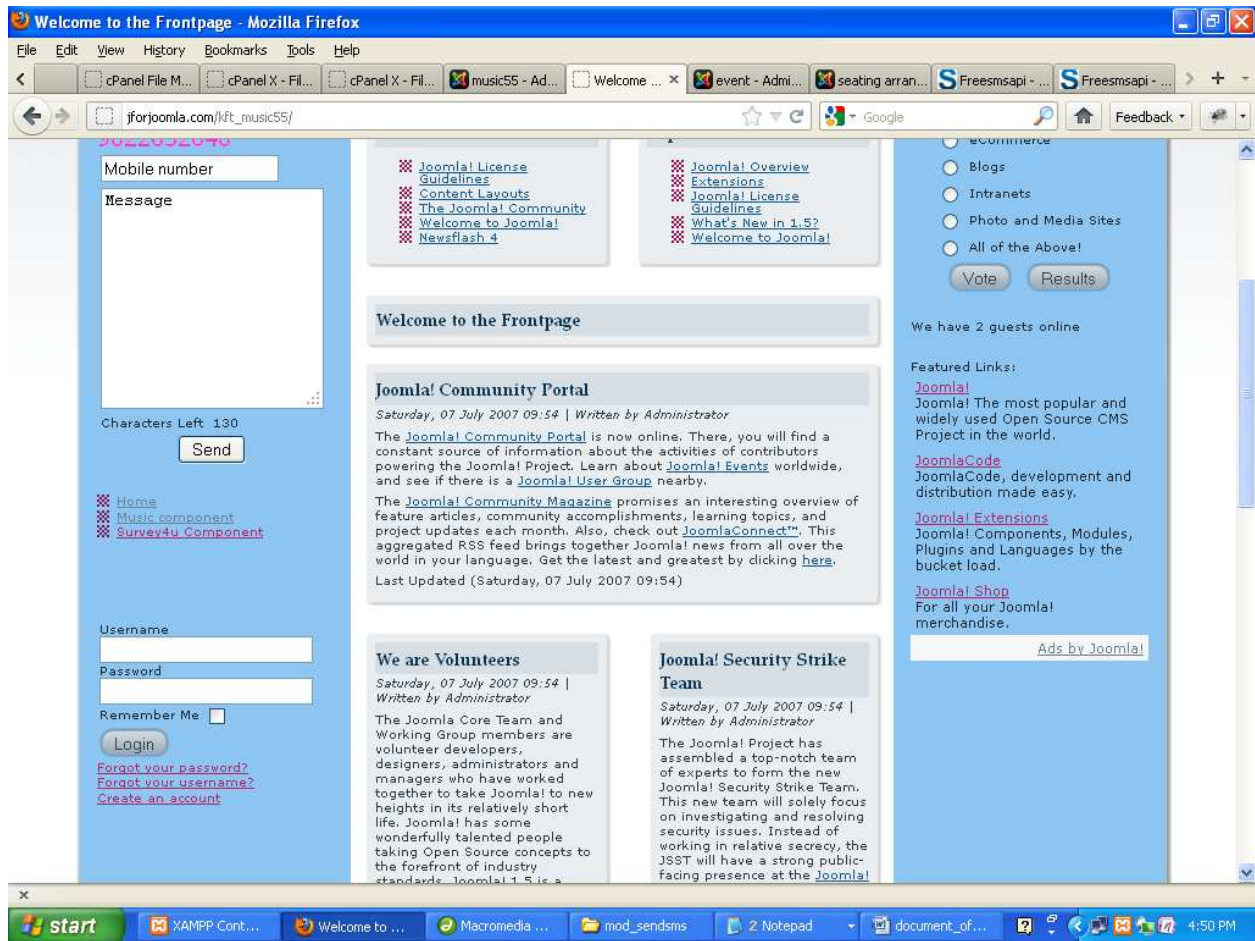 Welcome to the Frontpage - Mozilla Firefox
File Edit View History Bookmarks Tools Help
cPanel File M... cPanel X - Fil... cPanel X - Fil... music55 - Ad... Welcome ... event - Admi... seating arran... Freesmsapi - ... Freesmsapi - ...
jforjoomla.com/kft_music55/
Google
Feedback
Mobile number
Message
Characters Left 130
Send
Home
Music component
Survey4u Component
Username
Password
Remember Me
Login
Forgot your password?
Forgot your username?
Create an account
Joomla! License
Guidelines
Content Layouts
The Joomla! Community
Welcome to Joomla!
Newsflash 4
Joomla! Overview
Extensions
Joomla! License
Guidelines
What's New in 1.5?
Welcome to Joomla!
Welcome to the Frontpage
Joomla! Community Portal
Saturday, 07 July 2007 09:54 | Written by Administrator
The Joomla! Community Portal is now online. There, you will find a
constant source of information about the activities of contributors
powering the Joomla! Project. Learn about Joomla! Events worldwide,
and see if there is a Joomla! User Group nearby.
The Joomla! Community Magazine promises an interesting overview of
feature articles, community accomplishments, learning topics, and
project updates each month. Also, check out JoomlaConnect™. This
aggregated RSS feed brings together Joomla! news from all over the
world in your language. Get the latest and greatest by clicking here.
Last Updated (Saturday, 07 July 2007 09:54)
We are Volunteers
Saturday, 07 July 2007 09:54 |
Written by Administrator
The Joomla Core Team and
Working Group members are
volunteer developers,
designers, administrators and
managers who have worked
together to take Joomla! to new
heights in its relatively short
life. Joomla! has some
wonderfully talented people
taking Open Source concepts to
the forefront of industry
standards. Joomla! 1.5 is a
Joomla! Security Strike
Team
Saturday, 07 July 2007 09:54 |
Written by Administrator
The Joomla! Project has
assembled a top-notch team
of experts to form the new
Joomla! Security Strike Team.
This new team will solely focus
on investigating and resolving
security issues. Instead of
working in relative secrecy, the
JSST will have a strong public-
facing presence at the Joomla!
eCommerce
Blogs
Intranets
Photo and Media Sites
All of the Above!
Vote Results
We have 2 guests online
Featured Links:
Joomla!
Joomla! The most popular and
widely used Open Source CMS
Project in the world.
JoomlaCode
JoomlaCode, development and
distribution made easy.
Joomla! Extensions
Joomla! Components, Modules,
Plugins and Languages by the
bucket load.
Joomla! Shop
For all your Joomla!
merchandise.
Ads by Joomla!
start XAMPP Cont... Welcome to ... Macromedia ... mod_sendsms 2 Notepad document_of... 4:50 PM